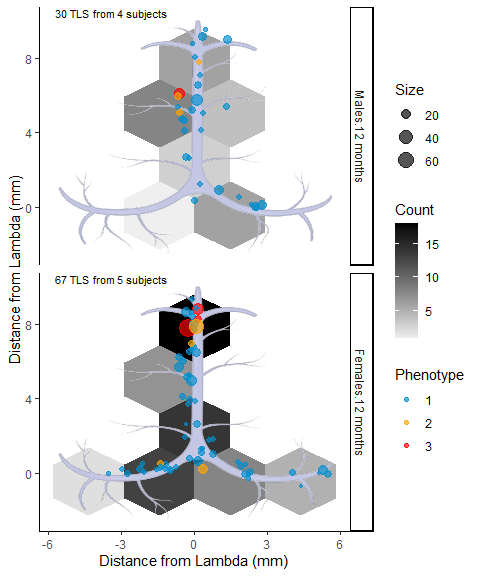 30 TLS from 4 subjects
8
4
0
Males.12 months
67 TLS from 5 subjects
8
4
0
Females.12 months
-6 -3 0 3 6
Distance from Lambda (mm)
Distance from Lambda (mm)
Size
20
40
60
Count
15
10
5
Phenotype
1
2
3